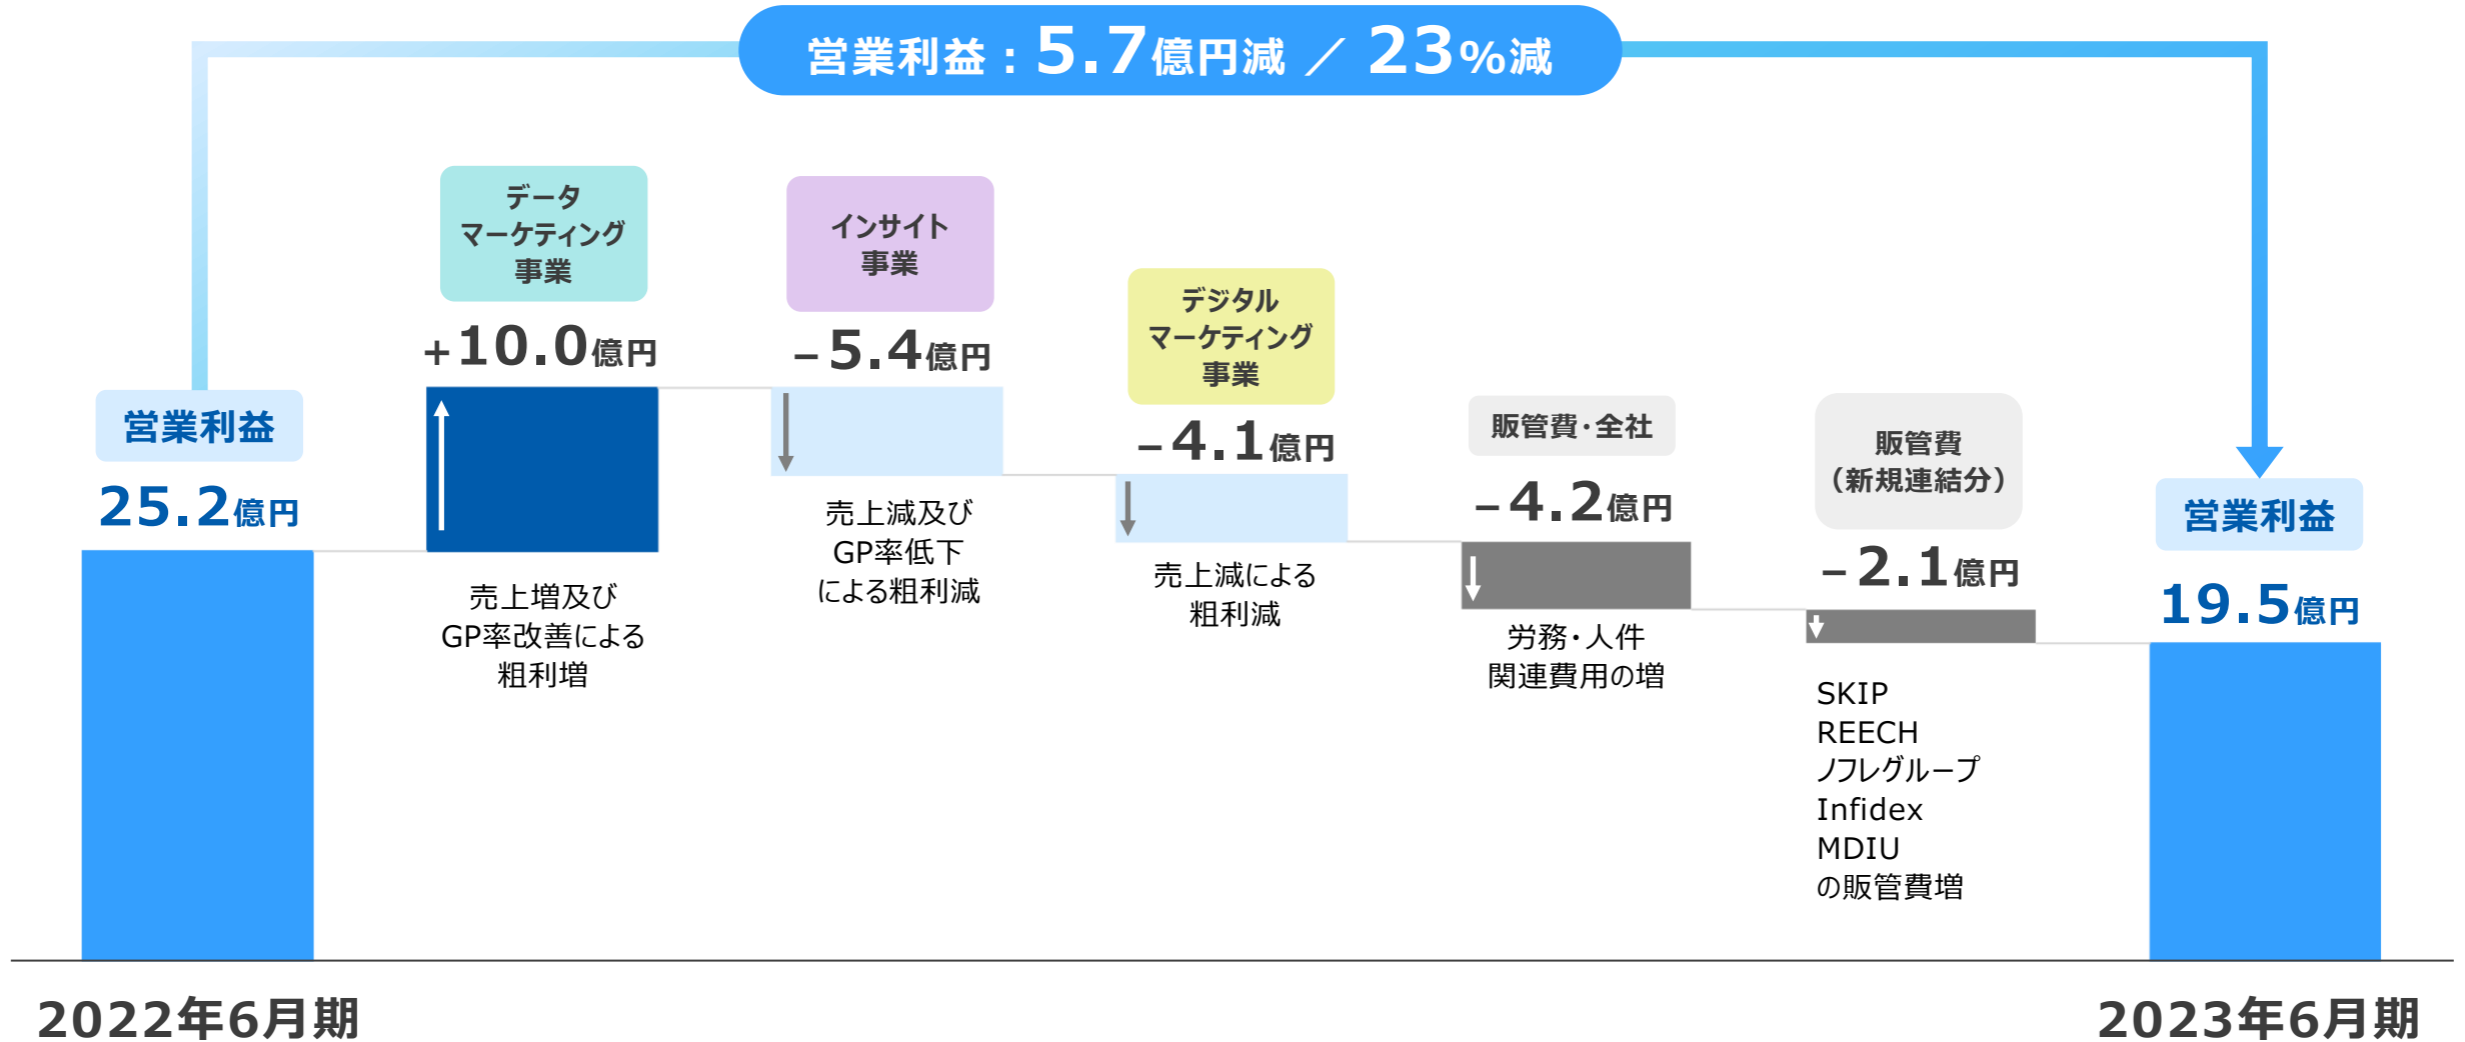 営業利益：5.7億円減 ／ 23%減
営業利益
25.2億円
データ
マーケティング
事業
+10.0億円
売上増及び
GP率改善による
粗利増
インサイト
事業
–5.4億円
売上減及び
GP率低下
による粗利減
デジタル
マーケティング
事業
–4.1億円
売上減による
粗利減
販管費･全社
–4.2億円
労務・人件
関連費用の増
販管費
（新規連結分）
–2.1億円
SKIP
REECH
ノフレグループ
Infidex
MDIU
の販管費増
営業利益
19.5億円
2022年6月期
2023年6月期